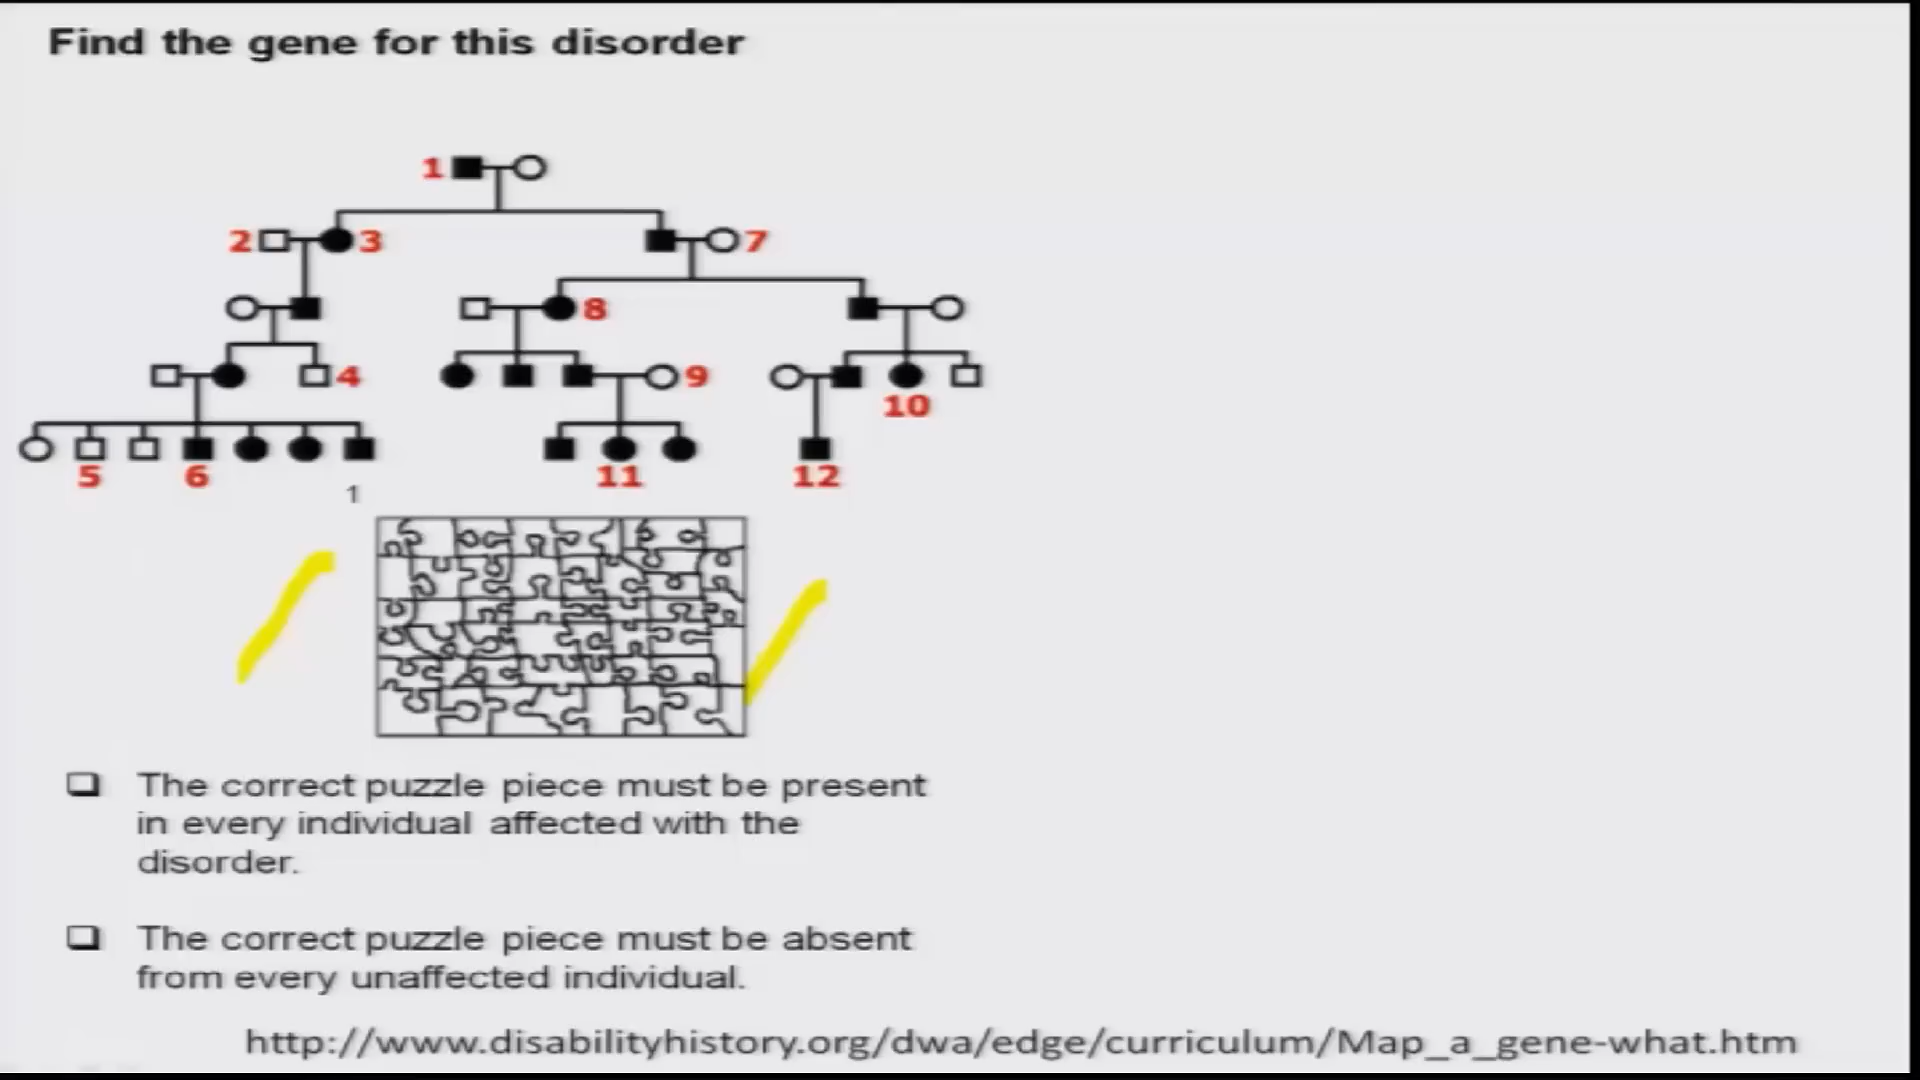 Find the gene for this disorder
1
2 3 7
8
4 9
10
5 6 11 12
1
❑ The correct puzzle piece must be present
in every individual affected with the
disorder.
❑ The correct puzzle piece must be absent
from every unaffected individual.
http://www.disabilityhistory.org/dwa/edge/curriculum/Map_a_gene-what.htm